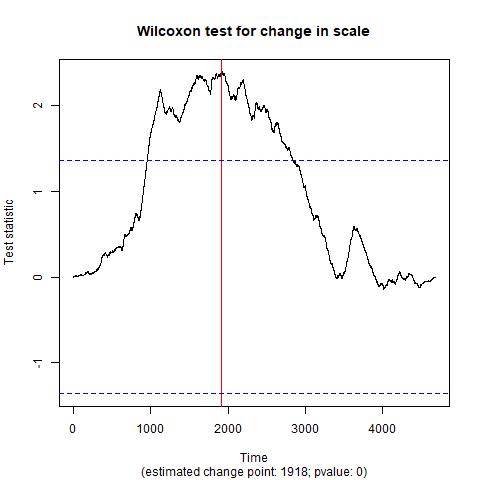 Wilcoxon test for change in scale
Test statistic
2
1
0
-1
0 1000 2000 3000 4000
Time
(estimated change point: 1918; pvalue: 0)